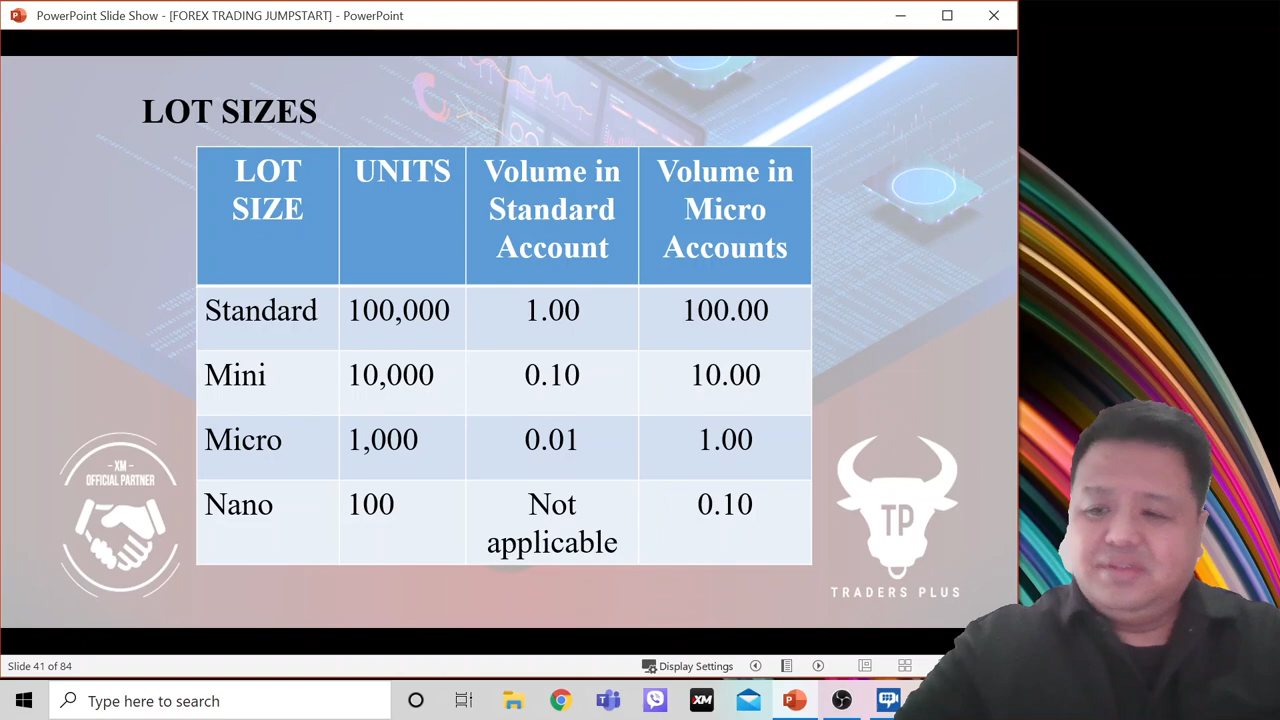 PowerPoint Slide Show - [FOREX TRADING JUMPSTART] - PowerPoint
LOT SIZES
LOT SIZE
UNITS
Volume in Standard Account
Volume in Micro Accounts
Standard 100,000 1.00 100.00
Mini 10,000 0.10 10.00
Micro 1,000 0.01 1.00
Nano 100 Not applicable 0.10
- XM -
OFFICIAL PARTNER
TP
TRADERS PLUS
Slide 41 of 84
Display Settings
Type here to search
XM